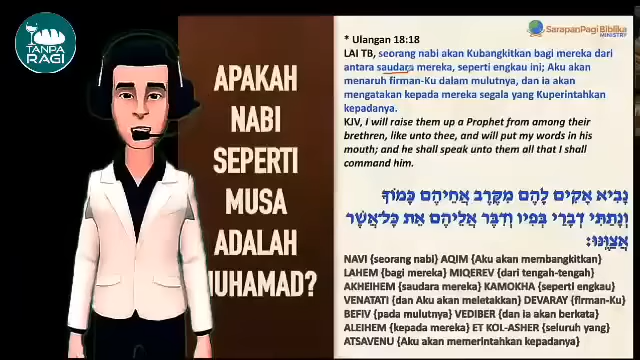 TANPA
RAGI
APAKAH
NABI
SEPERTI
MUSA
ADALAH
MUHAMAD?
SarapanPagi Biblika
MINISTRY
* Ulangan 18:18
LAI TB, seorang nabi akan Kubangkitkan bagi mereka dari
antara saudara mereka, seperti engkau ini; Aku akan
menaruh firman-Ku dalam mulutnya, dan ia akan
mengatakan kepada mereka segala yang Kuperintahkan
kepadanya.
KJV, I will raise them up a Prophet from among their
brethren, like unto thee, and will put my words in his
mouth; and he shall speak unto them all that I shall
command him.
נָבִיא אָקִים לָהֶם מִקֶּרֶב אֲחֵיהֶם כָּמוֹךָ
וְנָתַתִּי דְבָרַי בְּפִיו וְדִבֶּר אֲלֵיהֶם אֵת כָּל־אֲשֶׁר
אֲצַוֶּנּוּ׃
NAVI {seorang nabi} AQIM {Aku akan membangkitkan}
LAHEM {bagi mereka} MIQEREV {dari tengah-tengah}
AKHEIHEM {saudara mereka} KAMOKHA {seperti engkau}
VENATATI {dan Aku akan meletakkan} DEVARAY {firman-Ku}
BEFIV {pada mulutnya} VEDIBER {dan ia akan berkata}
ALEIHEM {kepada mereka} ET KOL-ASHER {seluruh yang}
ATSAVENU {Aku akan memerintahkan kepadanya}